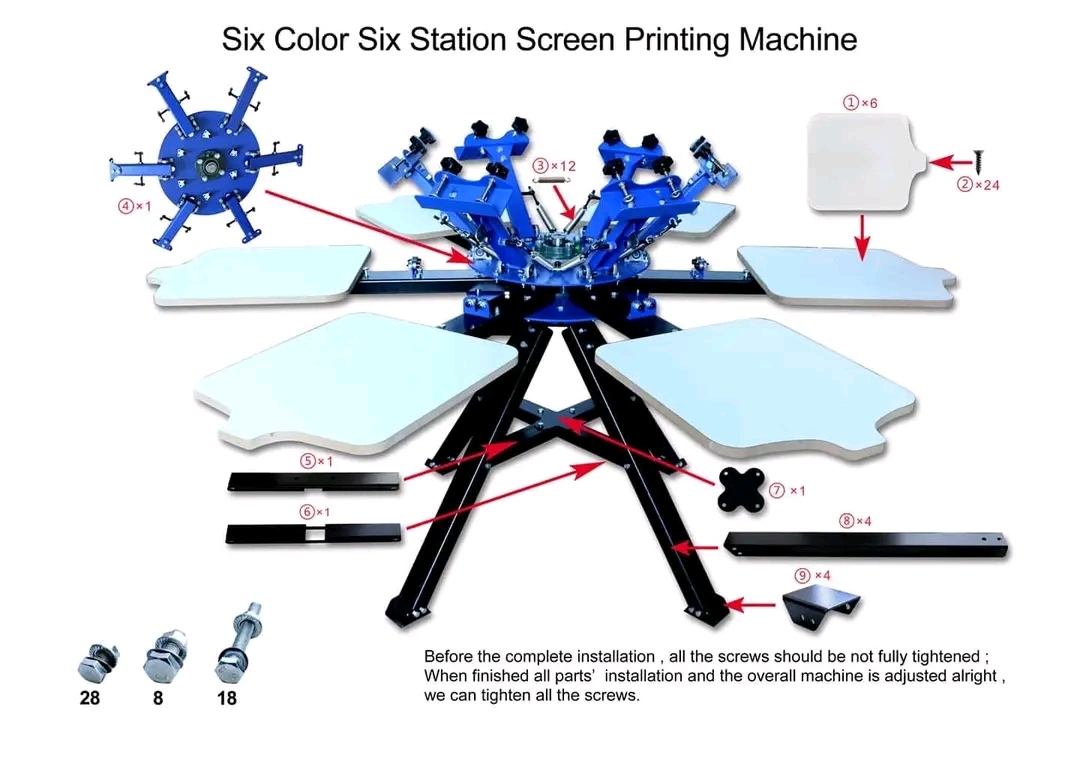 Six Color Six Station Screen Printing Machine
①×6
③×12
②×24
④×1
⑤×1
⑦×1
⑥×1
⑧×4
⑨×4
Before the complete installation , all the screws should be not fully tightened ;
When finished all parts’ installation and the overall machine is adjusted alright ,
we can tighten all the screws.
28 8 18